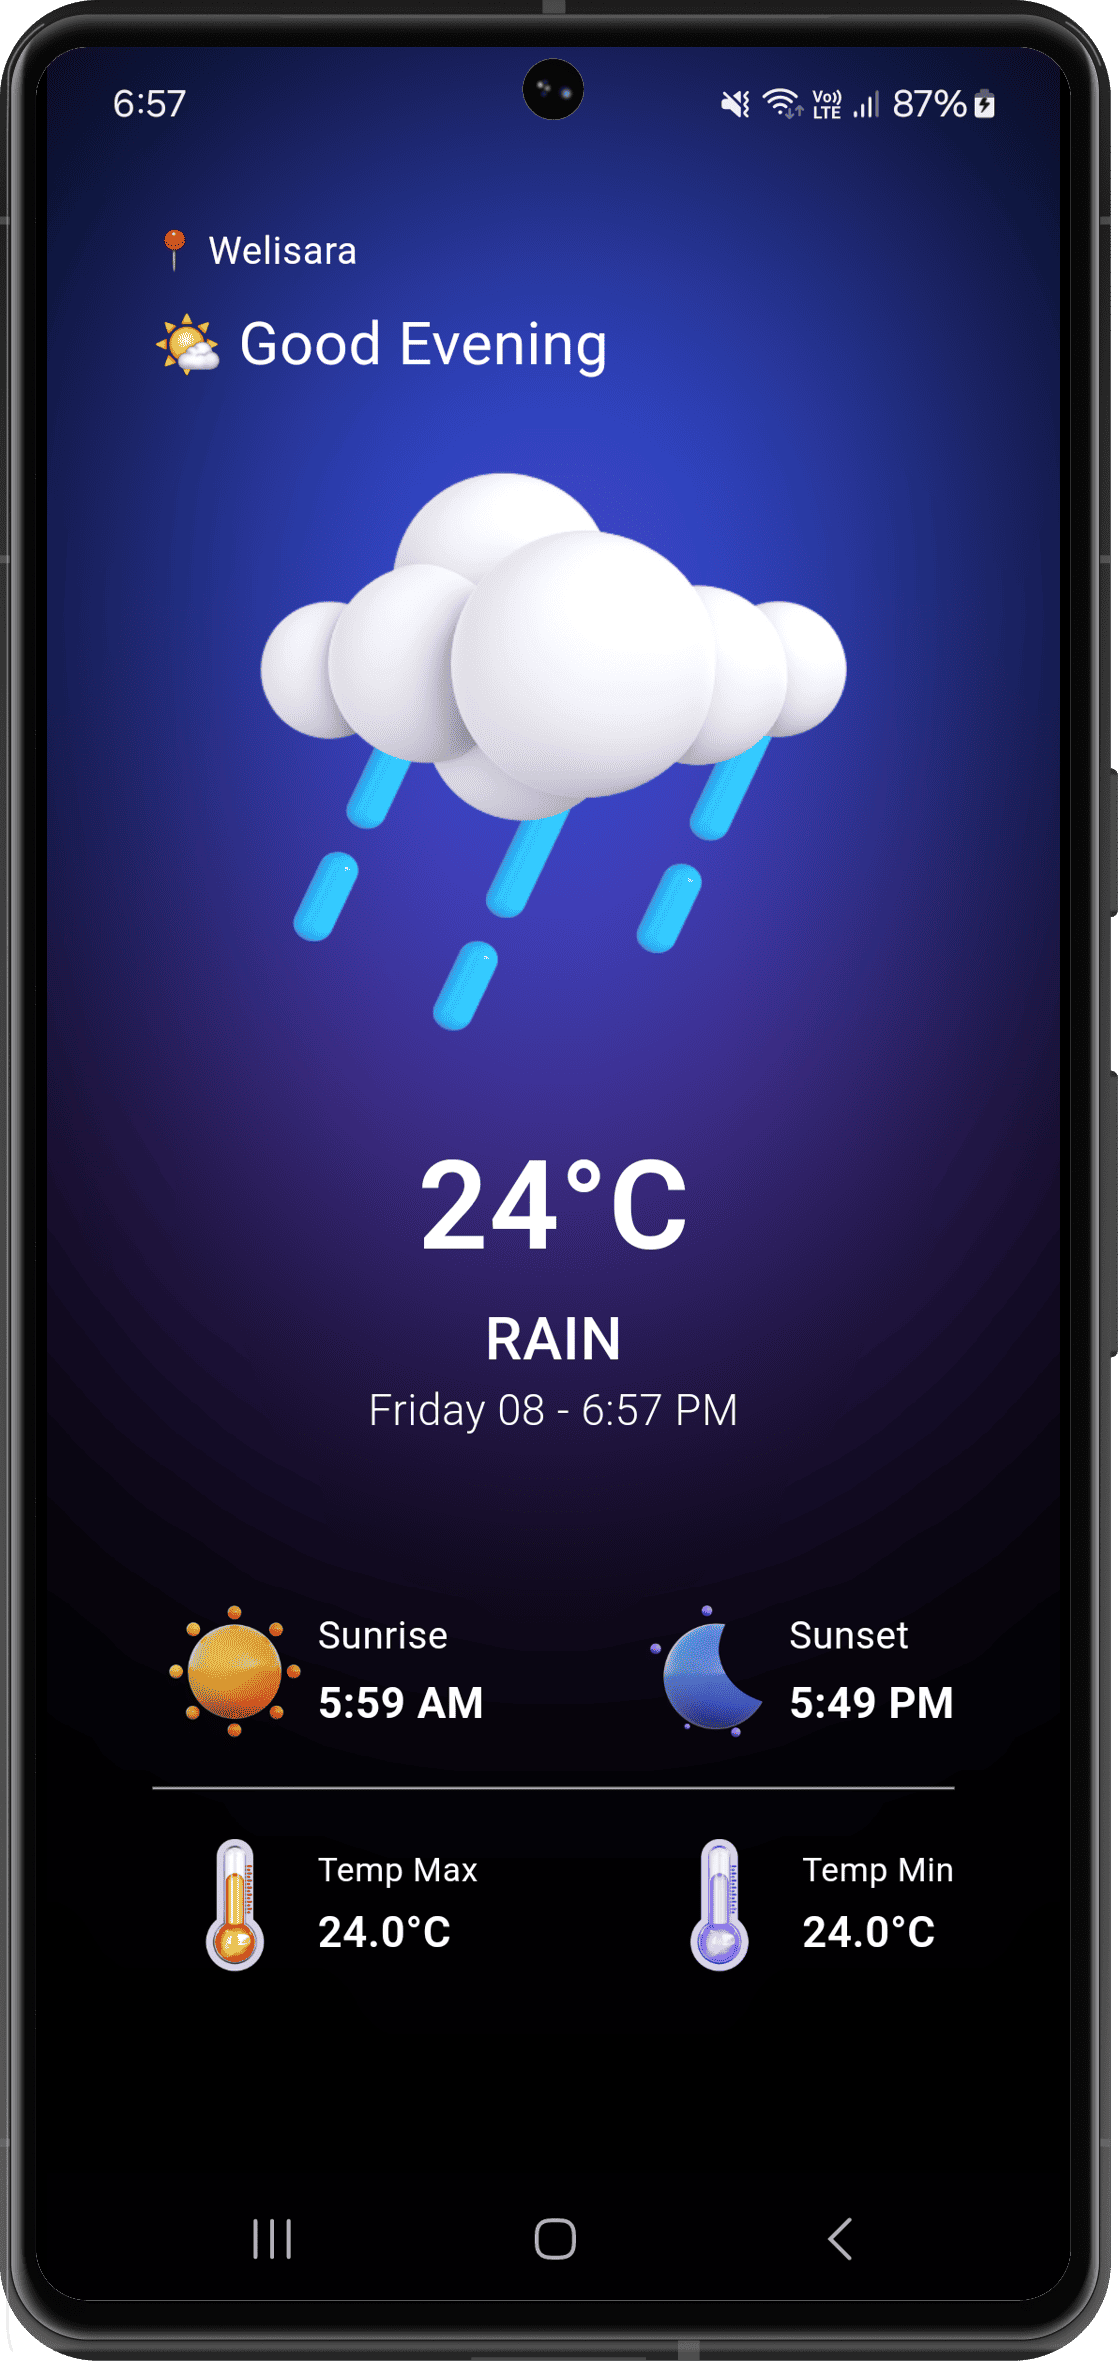 6:57
Vo)) LTE 87%
Welisara
Good Evening
24°C
RAIN
Friday 08 - 6:57 PM
Sunrise
5:59 AM
Sunset
5:49 PM
Temp Max
24.0°C
Temp Min
24.0°C